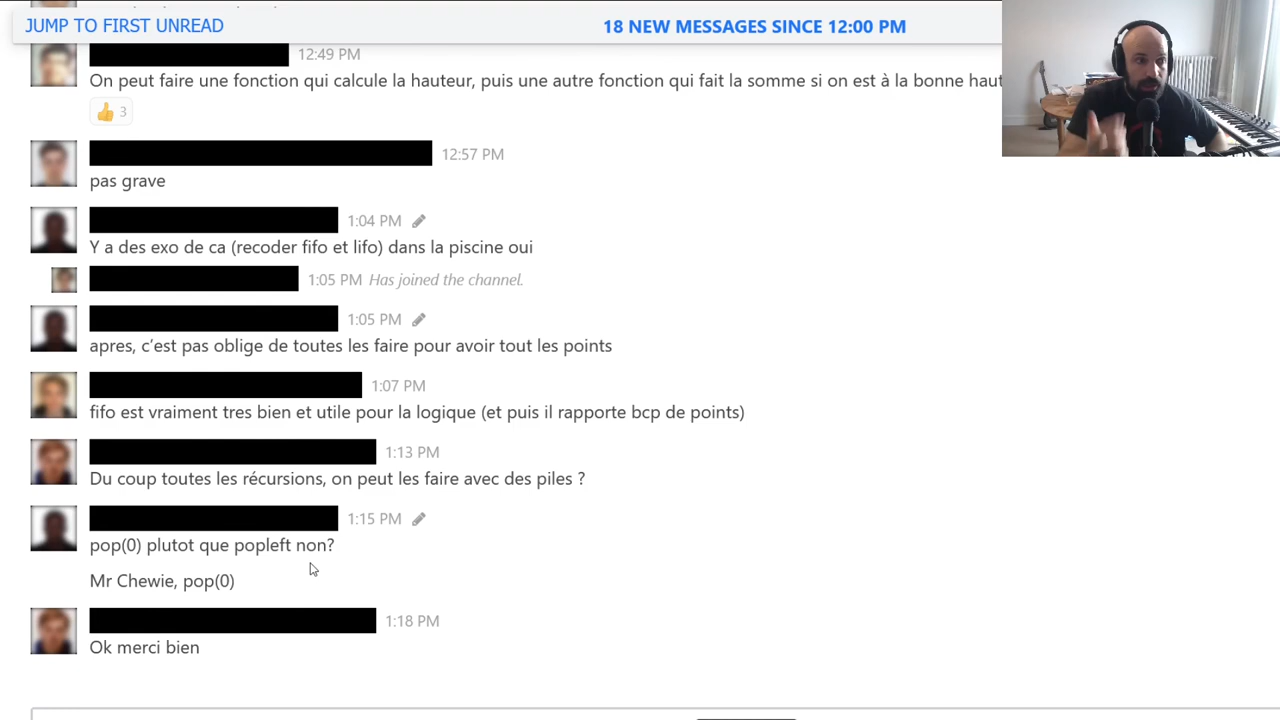 JUMP TO FIRST UNREAD
18 NEW MESSAGES SINCE 12:00 PM
12:49 PM
On peut faire une fonction qui calcule la hauteur, puis une autre fonction qui fait la somme si on est à la bonne haut
3
12:57 PM
pas grave
1:04 PM
Y a des exo de ca (recoder fifo et lifo) dans la piscine oui
1:05 PM Has joined the channel.
1:05 PM
apres, c’est pas oblige de toutes les faire pour avoir tout les points
1:07 PM
fifo est vraiment tres bien et utile pour la logique (et puis il rapporte bcp de points)
1:13 PM
Du coup toutes les récursions, on peut les faire avec des piles ?
1:15 PM
pop(0) plutot que popleft non?
Mr Chewie, pop(0)
1:18 PM
Ok merci bien